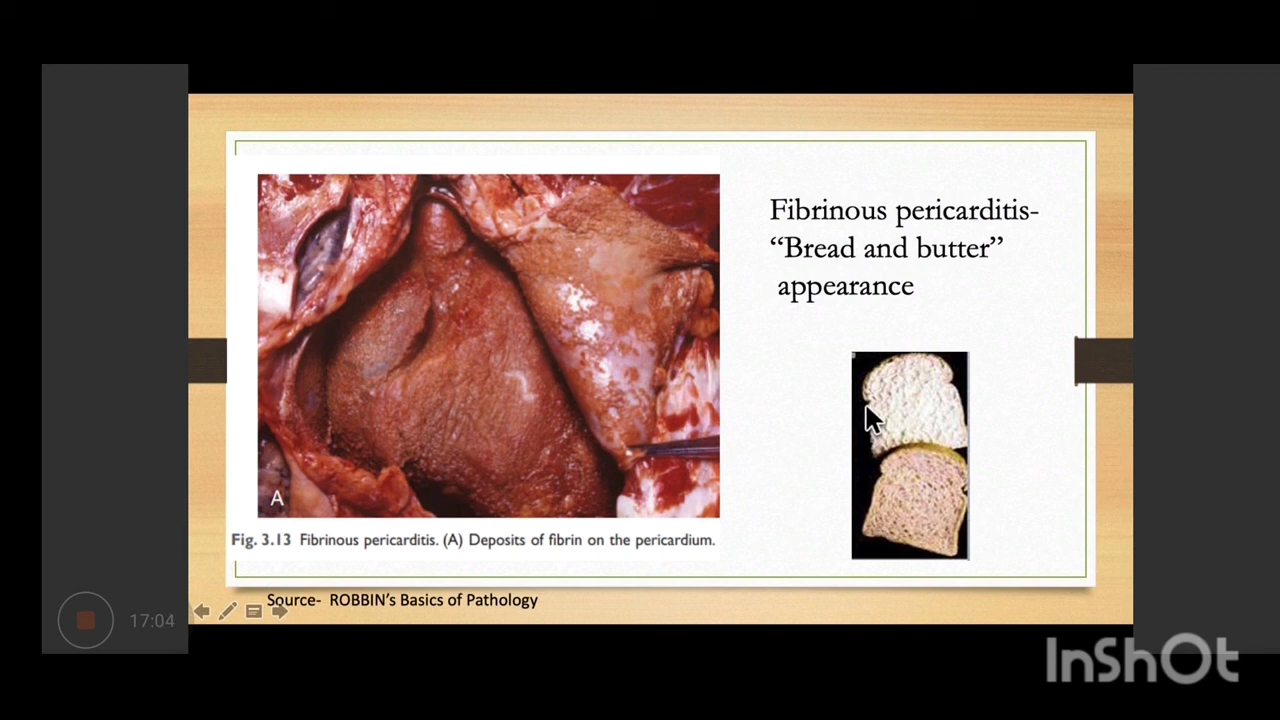 Fibrinous pericarditis-
“Bread and butter”
appearance
A
Fig. 3.13 Fibrinous pericarditis. (A) Deposits of fibrin on the pericardium.
Source- ROBBIN’s Basics of Pathology
17:04
InShOt